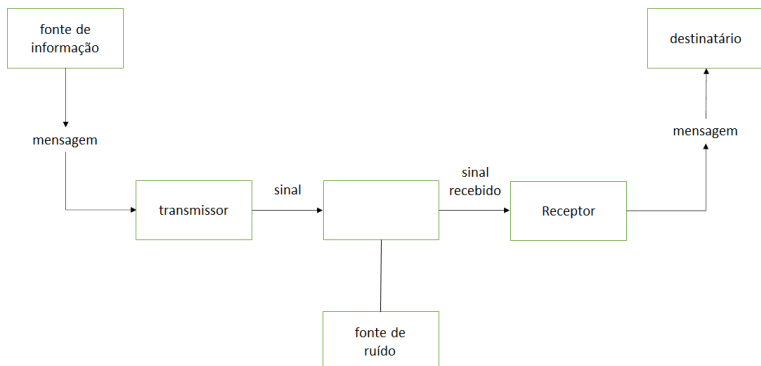 fonte de
informação
destinatário
mensagem
mensagem
sinal
sinal
recebido
transmissor
Receptor
fonte de
ruído